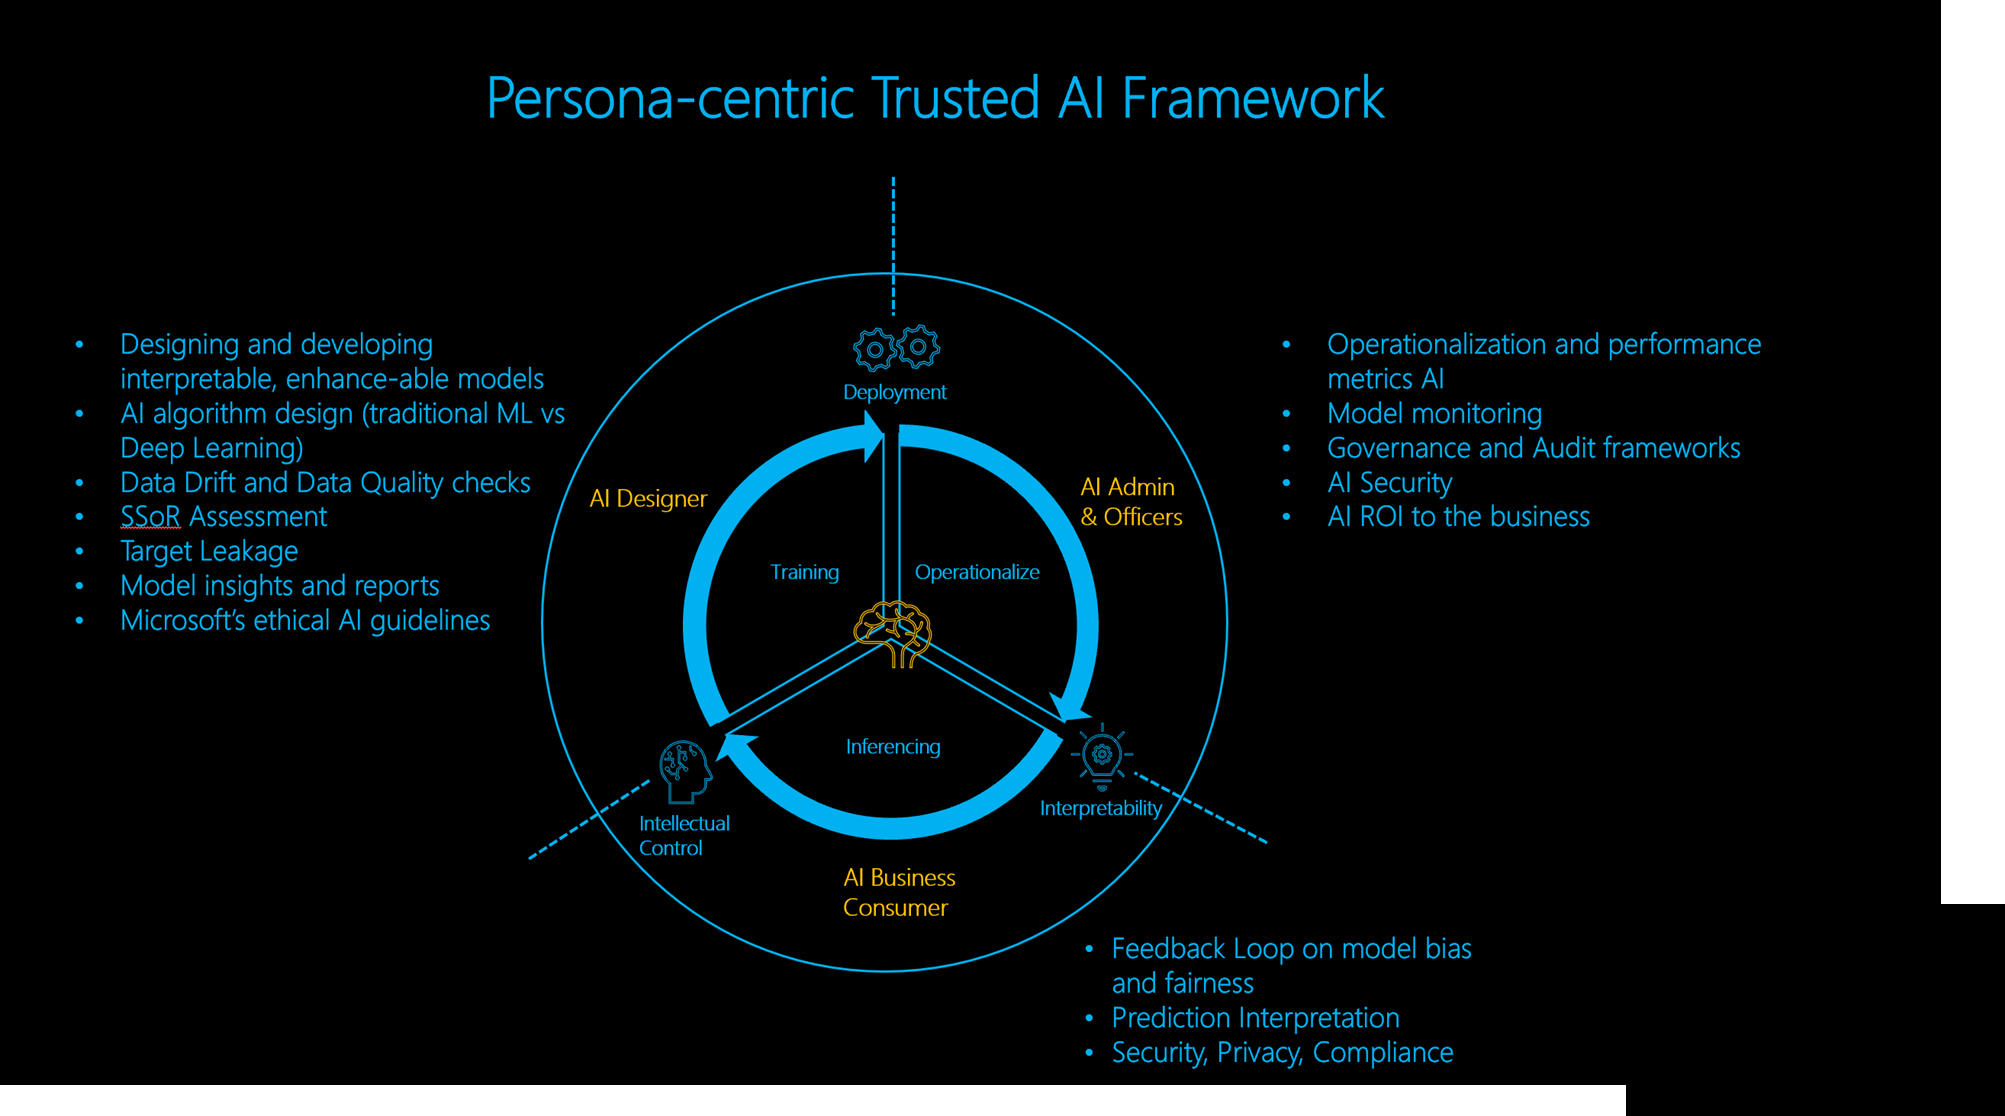 Persona-centric Trusted AI Framework
• Designing and developing
interpretable, enhance-able models
• AI algorithm design (traditional ML vs
Deep Learning)
• Data Drift and Data Quality checks
• SSoR Assessment
• Target Leakage
• Model insights and reports
• Microsoft's ethical AI guidelines
Deployment
AI Designer
AI Admin
& Officers
Training
Operationalize
Inferencing
Intellectual
Control
Interpretability
AI Business
Consumer
• Operationalization and performance
metrics AI
• Model monitoring
• Governance and Audit frameworks
• AI Security
• AI ROI to the business
• Feedback Loop on model bias
and fairness
• Prediction Interpretation
• Security, Privacy, Compliance